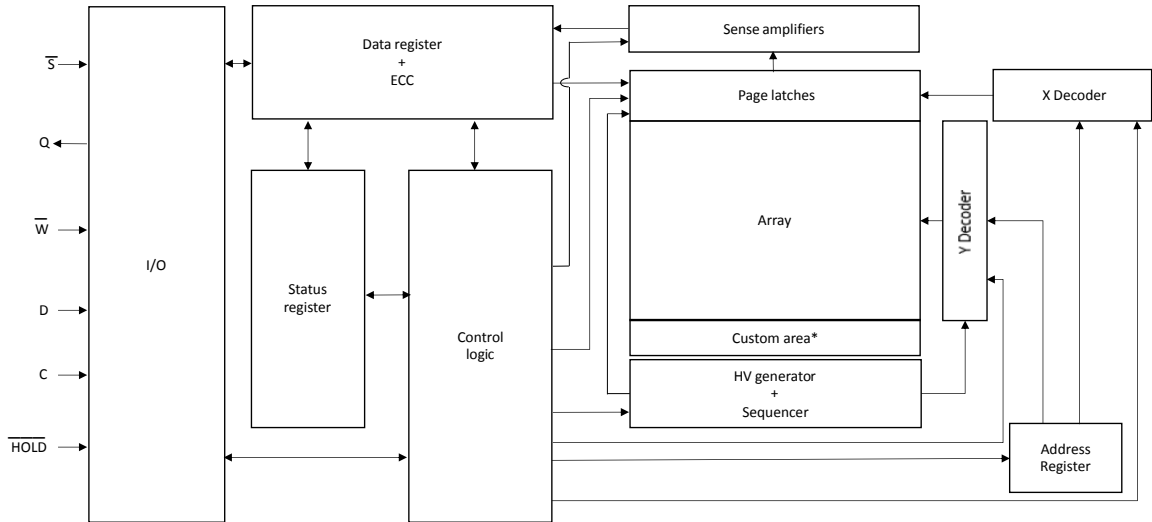 S̅
Q
W̅
D
C
H̅O̅L̅D̅
I/O
Data register
+
ECC
Status
register
Control
logic
Sense amplifiers
Page latches
Array
Custom area*
HV generator
+
Sequencer
Y Decoder
X Decoder
Address
Register